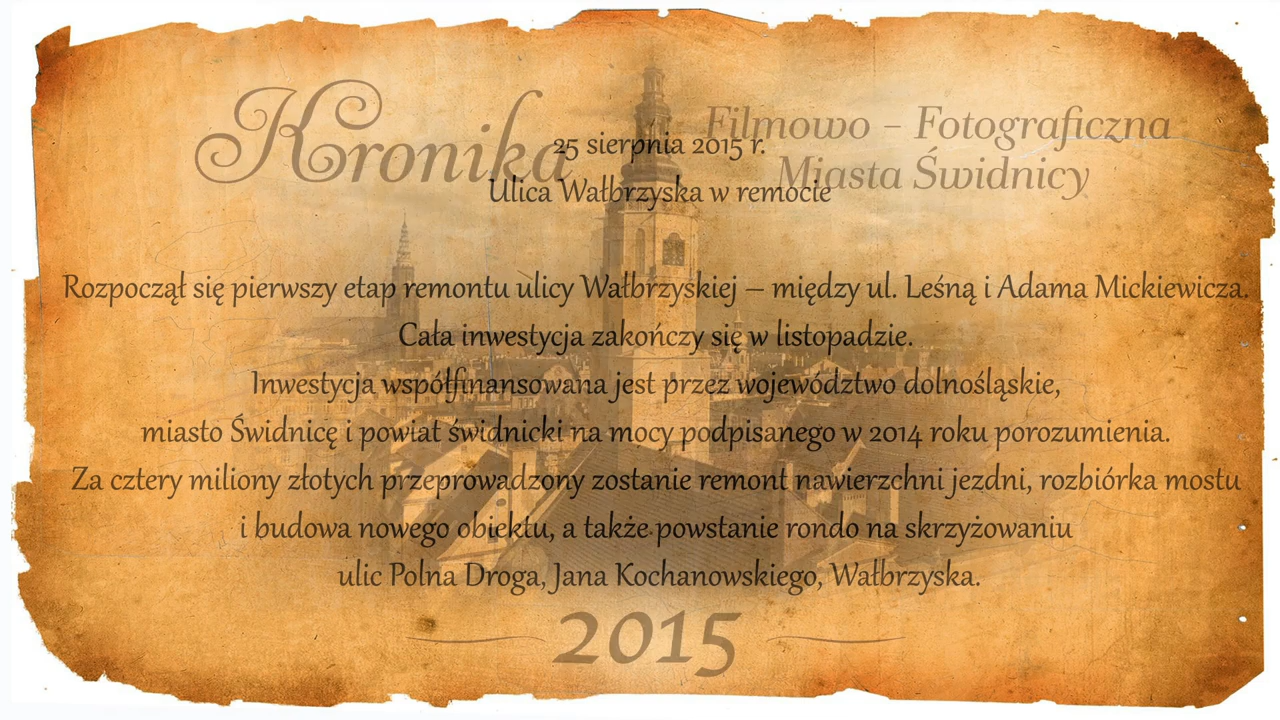 Kronika
Filmowo – Fotograficzna
Miasta Świdnicy
25 sierpnia 2015 r.
Ulica Wałbrzyska w remocie
Rozpoczął się pierwszy etap remontu ulicy Wałbrzyskiej – między ul. Leśną i Adama Mickiewicza.
Cała inwestycja zakończy się w listopadzie.
Inwestycja współfinansowana jest przez województwo dolnośląskie,
miasto Świdnicę i powiat świdnicki na mocy podpisanego w 2014 roku porozumienia.
Za cztery miliony złotych przeprowadzony zostanie remont nawierzchni jezdni, rozbiórka mostu
i budowa nowego obiektu, a także powstanie rondo na skrzyżowaniu
ulic Polna Droga, Jana Kochanowskiego, Wałbrzyska.
2015